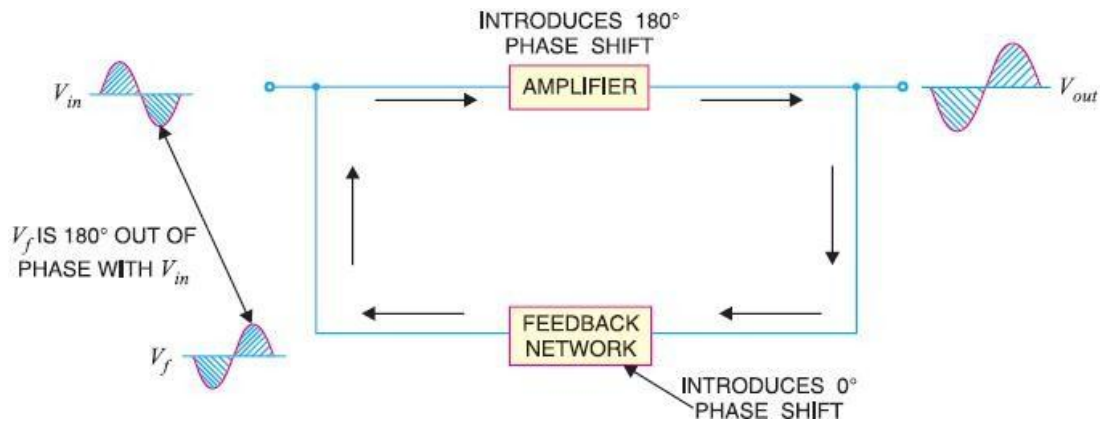 INTRODUCES 180°
PHASE SHIFT
AMPLIFIER
V_in
V_out
V_f IS 180° OUT OF
PHASE WITH V_in
V_f
FEEDBACK
NETWORK
INTRODUCES 0°
PHASE SHIFT